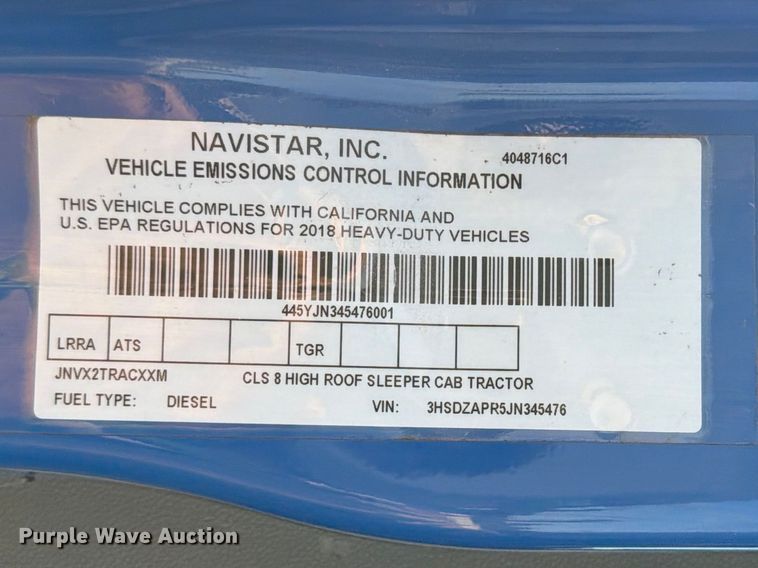 NAVISTAR, INC.
4048716C1
VEHICLE EMISSIONS CONTROL INFORMATION
THIS VEHICLE COMPLIES WITH CALIFORNIA AND
U.S. EPA REGULATIONS FOR 2018 HEAVY-DUTY VEHICLES
445YJN345476001
LRRA ATS TGR
JNVX2TRACXXM CLS 8 HIGH ROOF SLEEPER CAB TRACTOR
FUEL TYPE: DIESEL VIN: 3HSDZAPR5JN345476
Purple Wave Auction